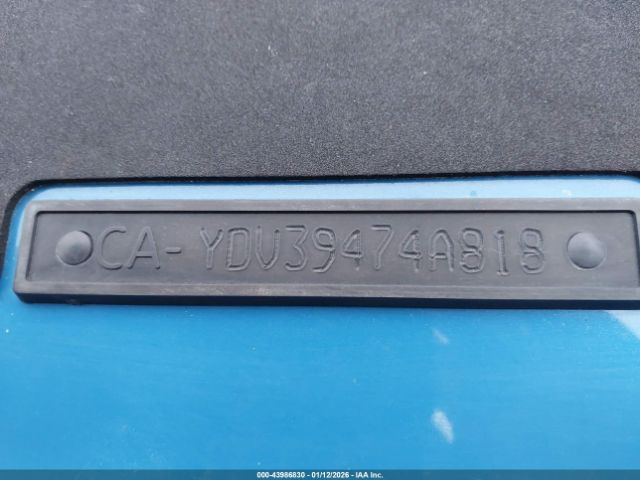 CA- YDV39474A818
000-43986830 - 01/12/2026 - IAA Inc.